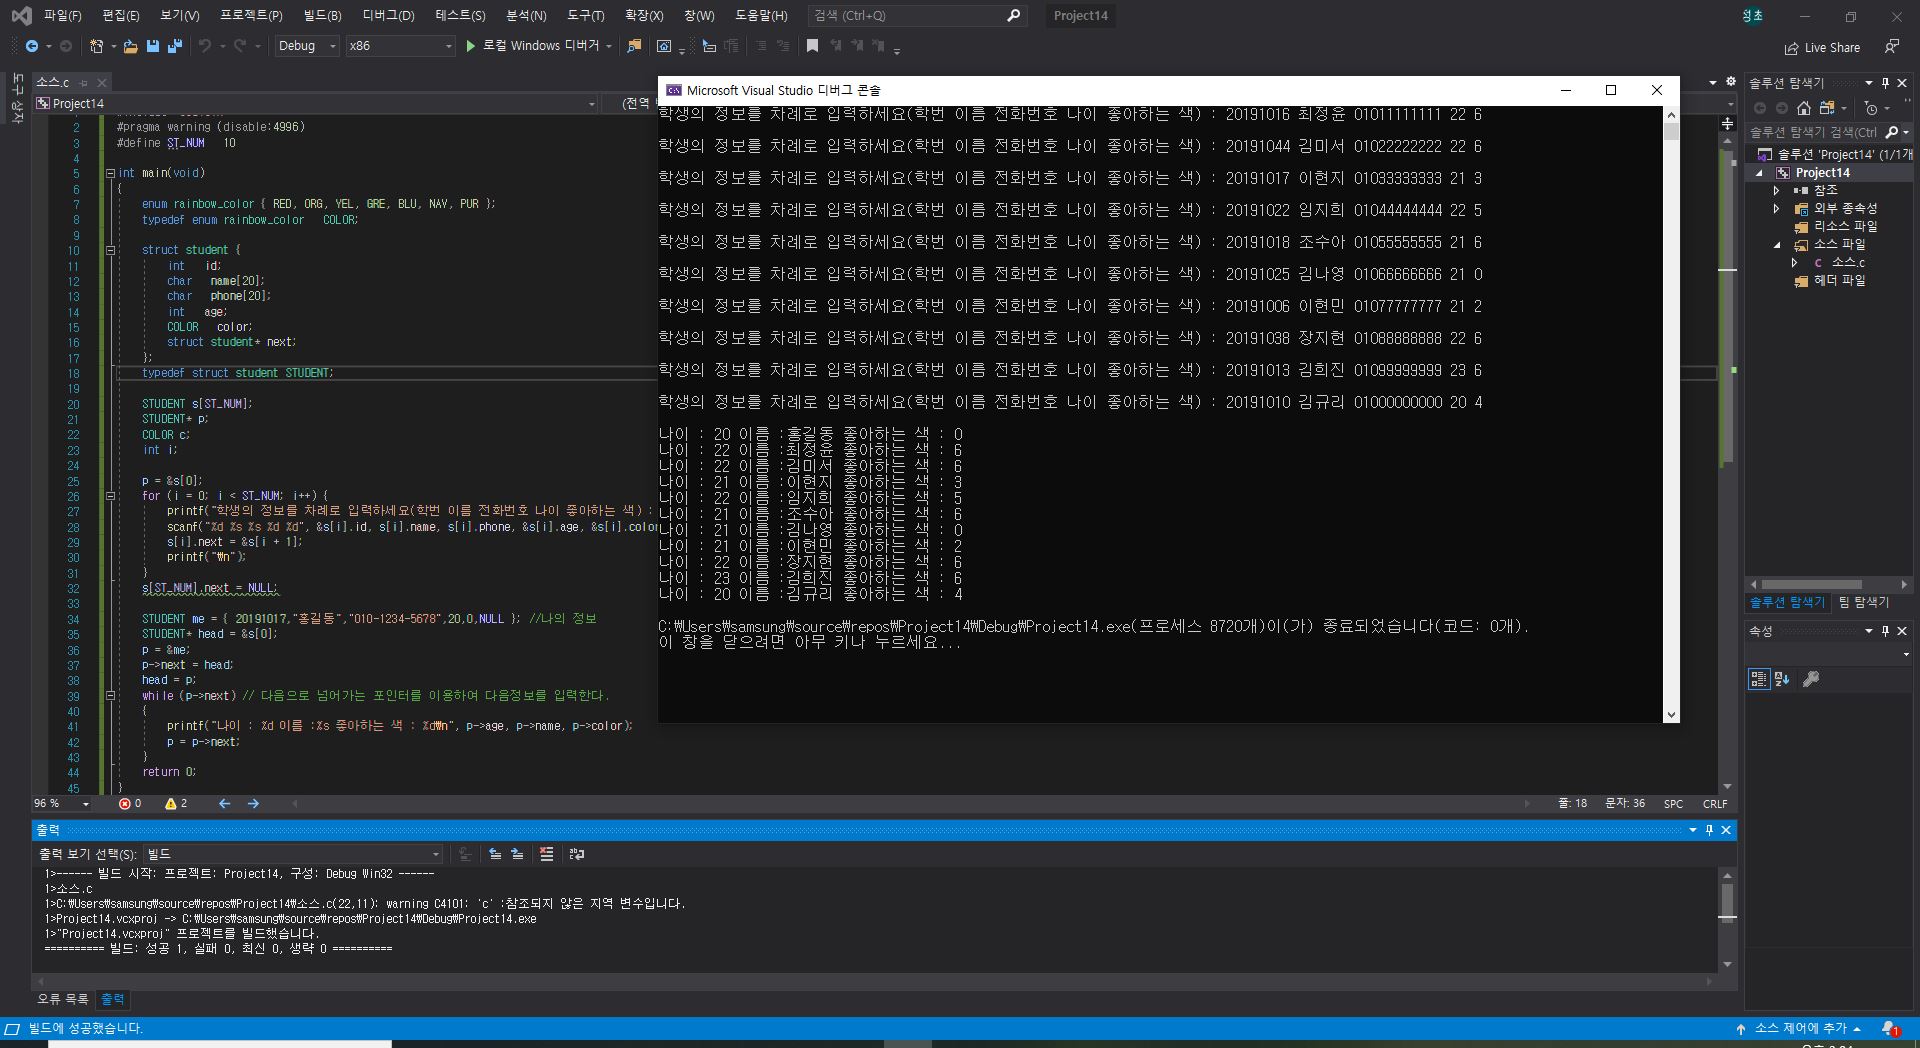 파일(F) 편집(E) 보기(V) 프로젝트(P) 빌드(B) 디버그(D) 테스트(S) 분석(N) 도구(T) 확장(X) 창(W) 도움말(H) 검색 (Ctrl+Q) Project14 성초
Debug x86 로컬 Windows 디버거 Live Share
도구 상자
소스.c
Project14 (전역
2 #pragma warning (disable:4996)
3 #define ST_NUM 10
4
5 int main(void)
6 {
7 enum rainbow_color { RED, ORG, YEL, GRE, BLU, NAV, PUR };
8 typedef enum rainbow_color COLOR;
9
10 struct student {
11 int id;
12 char name[20];
13 char phone[20];
14 int age;
15 COLOR color;
16 struct student* next;
17 };
18 typedef struct student STUDENT;
19
20 STUDENT s[ST_NUM];
21 STUDENT* p;
22 COLOR c;
23 int i;
24
25 p = &s[0];
26 for (i = 0; i < ST_NUM; i++) {
27 printf("학생의 정보를 차례로 입력하세요(학번 이름 전화번호 나이 좋아하는 색) :
28 scanf("%d %s %s %d %d", &s[i].id, s[i].name, s[i].phone, &s[i].age, &s[i].color
29 s[i].next = &s[i + 1];
30 printf("₩n");
31 }
32 s[ST_NUM].next = NULL;
33
34 STUDENT me = { 20191017,"홍길동","010-1234-5678",20,0,NULL }; //나의 정보
35 STUDENT* head = &s[0];
36 p = &me;
37 p->next = head;
38 head = p;
39 while (p->next) // 다음으로 넘어가는 포인터를 이용하여 다음정보를 입력한다.
40 {
41 printf("나이 : %d 이름 :%s 좋아하는 색 : %d₩n", p->age, p->name, p->color);
42 p = p->next;
43 }
44 return 0;
45 }
96 % 0 2 줄: 18 문자: 36 SPC CRLF
Microsoft Visual Studio 디버그 콘솔
학생의 정보를 차례로 입력하세요(학번 이름 전화번호 나이 좋아하는 색) : 20191016 최정윤 01011111111 22 6
학생의 정보를 차례로 입력하세요(학번 이름 전화번호 나이 좋아하는 색) : 20191044 김미서 01022222222 22 6
학생의 정보를 차례로 입력하세요(학번 이름 전화번호 나이 좋아하는 색) : 20191017 이현지 01033333333 21 3
학생의 정보를 차례로 입력하세요(학번 이름 전화번호 나이 좋아하는 색) : 20191022 임지희 01044444444 22 5
학생의 정보를 차례로 입력하세요(학번 이름 전화번호 나이 좋아하는 색) : 20191018 조수아 01055555555 21 6
학생의 정보를 차례로 입력하세요(학번 이름 전화번호 나이 좋아하는 색) : 20191025 김나영 01066666666 21 0
학생의 정보를 차례로 입력하세요(학번 이름 전화번호 나이 좋아하는 색) : 20191006 이현민 01077777777 21 2
학생의 정보를 차례로 입력하세요(학번 이름 전화번호 나이 좋아하는 색) : 20191038 장지현 01088888888 22 6
학생의 정보를 차례로 입력하세요(학번 이름 전화번호 나이 좋아하는 색) : 20191013 김희진 01099999999 23 6
학생의 정보를 차례로 입력하세요(학번 이름 전화번호 나이 좋아하는 색) : 20191010 김규리 01000000000 20 4
나이 : 20 이름 :홍길동 좋아하는 색 : 0
나이 : 22 이름 :최정윤 좋아하는 색 : 6
나이 : 22 이름 :김미서 좋아하는 색 : 6
나이 : 21 이름 :이현지 좋아하는 색 : 3
나이 : 22 이름 :임지희 좋아하는 색 : 5
나이 : 21 이름 :조수아 좋아하는 색 : 6
나이 : 21 이름 :김나영 좋아하는 색 : 0
나이 : 21 이름 :이현민 좋아하는 색 : 2
나이 : 22 이름 :장지현 좋아하는 색 : 6
나이 : 23 이름 :김희진 좋아하는 색 : 6
나이 : 20 이름 :김규리 좋아하는 색 : 4
C:₩Users₩samsung₩source₩repos₩Project14₩Debug₩Project14.exe(프로세스 8720개)이(가) 종료되었습니다(코드: 0개).
이 창을 닫으려면 아무 키나 누르세요...
솔루션 탐색기
솔루션 탐색기 검색(Ctrl
솔루션 'Project14' (1/1개
Project14
참조
외부 종속성
리소스 파일
소스 파일
소스.c
헤더 파일
솔루션 탐색기 팀 탐색기
속성
출력
출력 보기 선택(S): 빌드
1>------ 빌드 시작: 프로젝트: Project14, 구성: Debug Win32 ------
1>소스.c
1>C:₩Users₩samsung₩source₩repos₩Project14₩소스.c(22,11): warning C4101: 'c' :참조되지 않은 지역 변수입니다.
1>Project14.vcxproj -> C:₩Users₩samsung₩source₩repos₩Project14₩Debug₩Project14.exe
1>"Project14.vcxproj" 프로젝트를 빌드했습니다.
========== 빌드: 성공 1, 실패 0, 최신 0, 생략 0 ==========
오류 목록 출력
빌드에 성공했습니다. 소스 제어에 추가 1